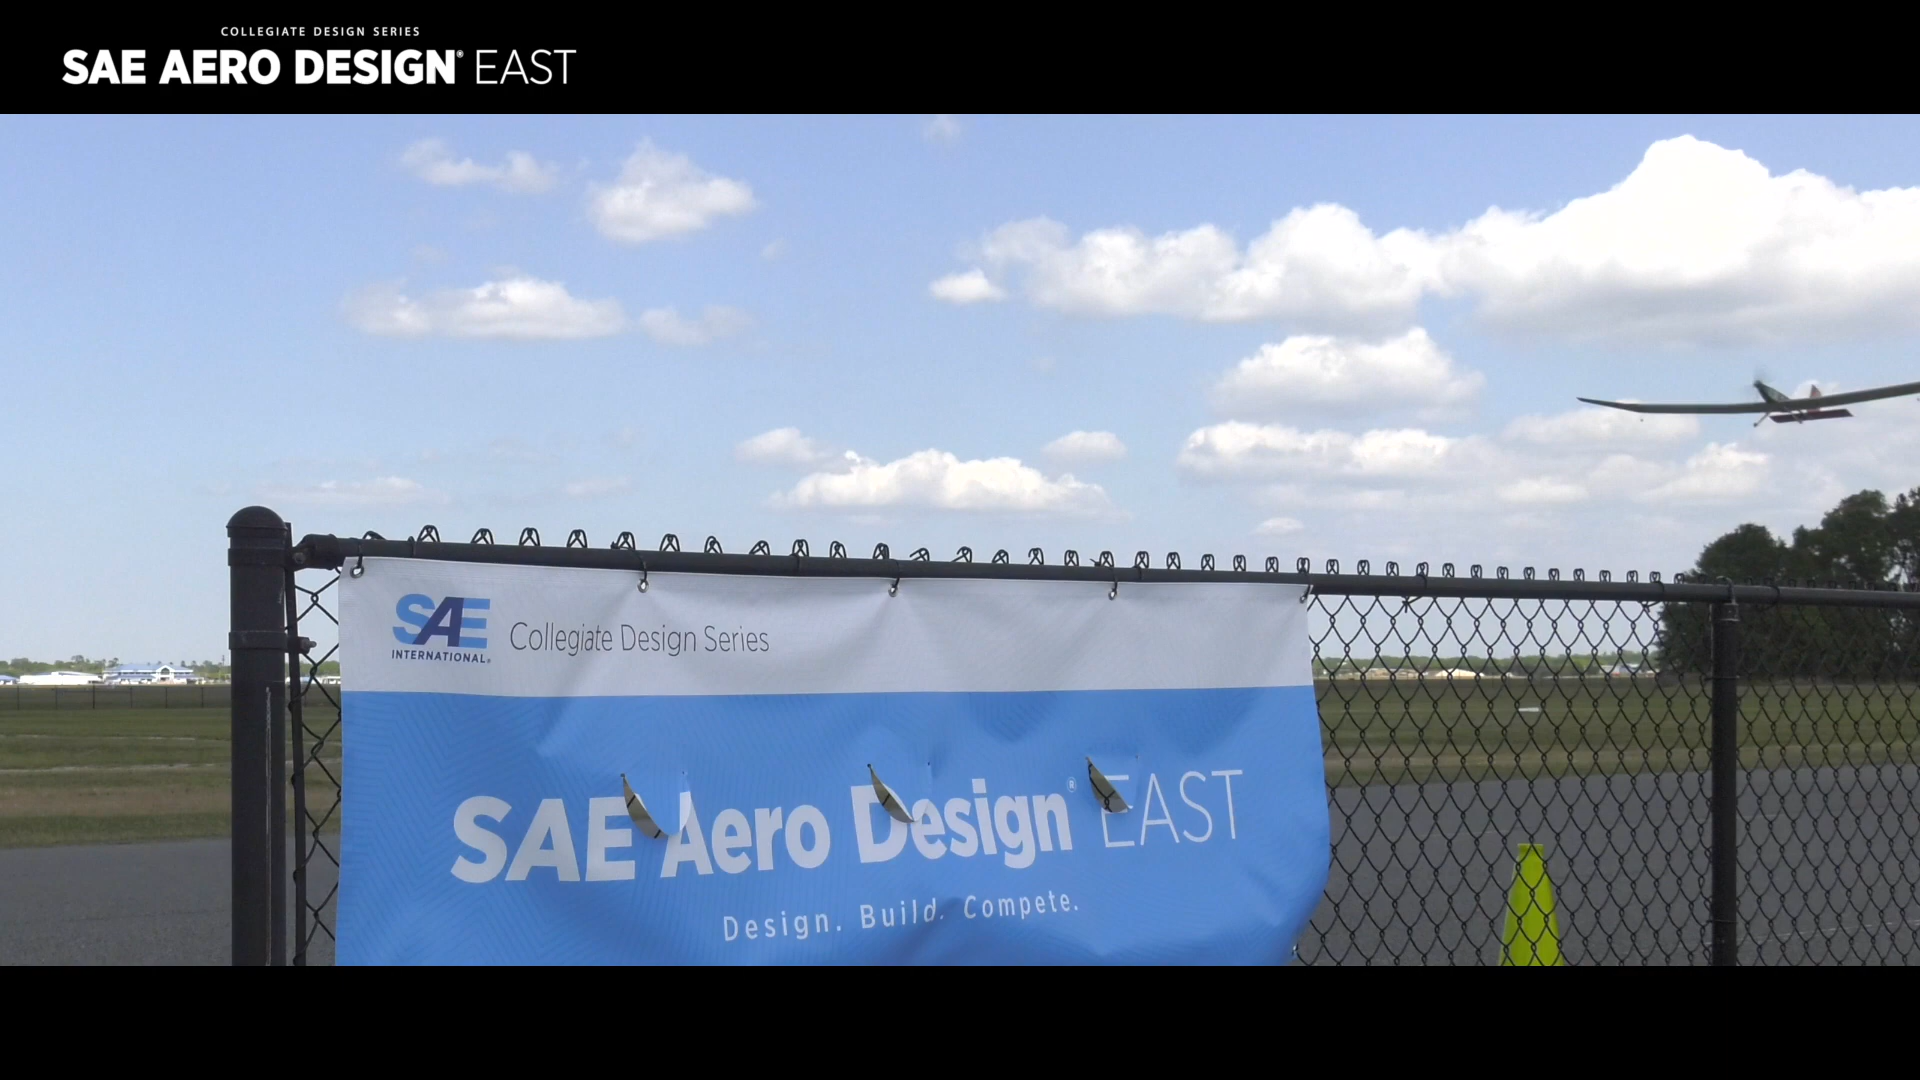 COLLEGIATE DESIGN SERIES
SAE AERO DESIGN® EAST
SAE
INTERNATIONAL®
Collegiate Design Series
SAE Aero Design® EAST
Design. Build. Compete.